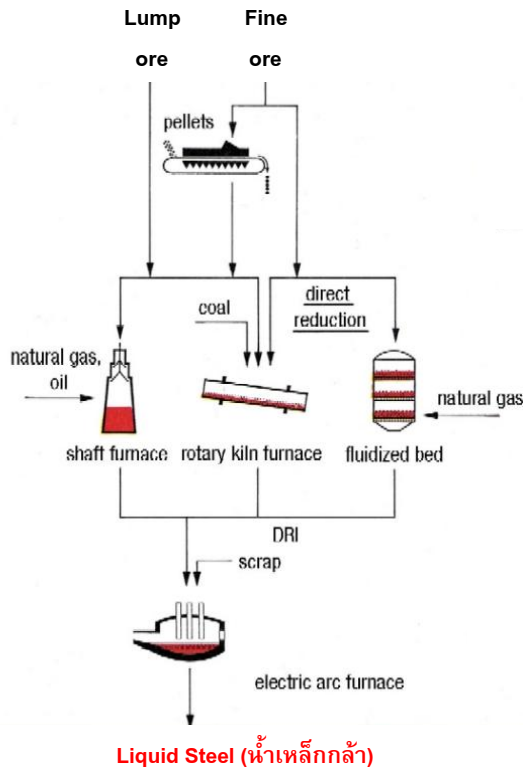 Lump
ore
Fine
ore
pellets
coal
direct
reduction
natural gas,
oil
natural gas
shaft furnace
rotary kiln furnace
fluidized bed
DRI
scrap
electric arc furnace
Liquid Steel (น้ำเหล็กกล้า)